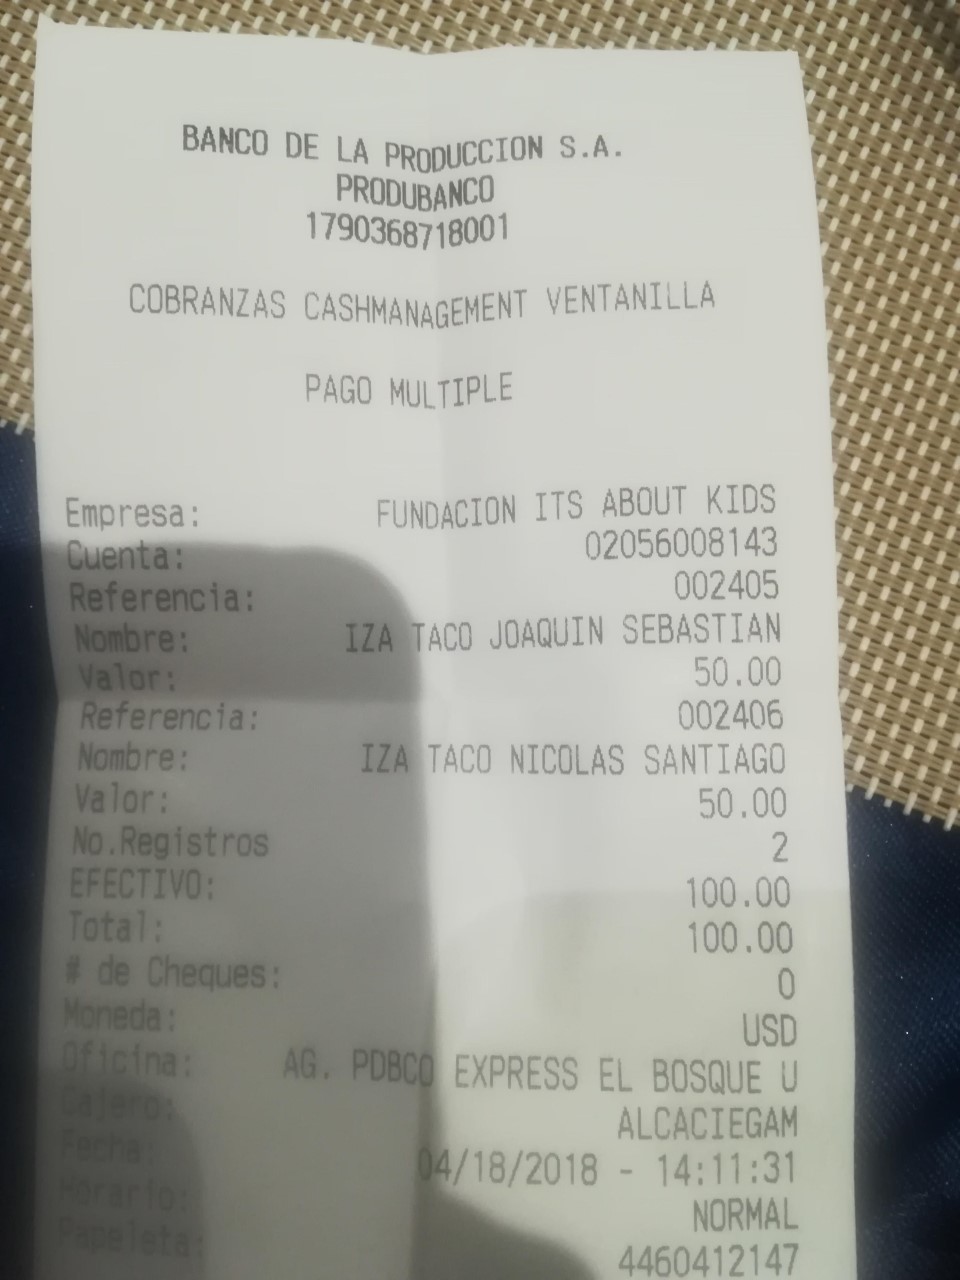 BANCO DE LA PRODUCCION S.A.
PRODUBANCO
1790368718001
COBRANZAS CASHMANAGEMENT VENTANILLA
PAGO MULTIPLE
Empresa: FUNDACION ITS ABOUT KIDS
Cuenta: 02056008143
Referencia: 002405
Nombre: IZA TACO JOAQUIN SEBASTIAN
Valor: 50.00
Referencia: 002406
Nombre: IZA TACO NICOLAS SANTIAGO
Valor: 50.00
No.Registros 2
EFECTIVO: 100.00
Total: 100.00
# de Cheques: 0
Moneda: USD
Oficina: AG. PDBCO EXPRESS EL BOSQUE U
Cajero: ALCACIEGAM
Fecha: 04/18/2018 - 14:11:31
Horario: NORMAL
Papeleta: 4460412147